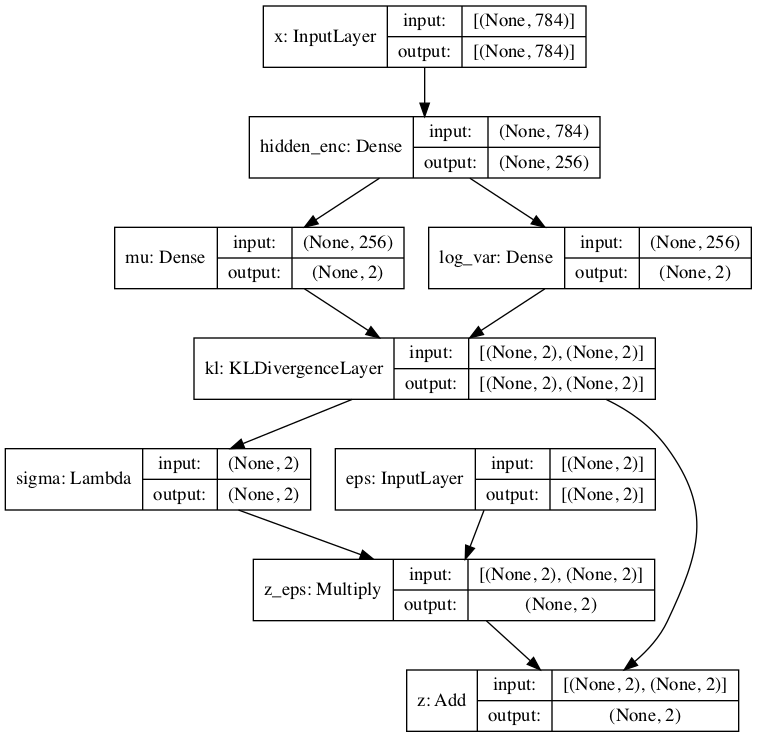 x: InputLayer
input: [(None, 784)]
output: [(None, 784)]
hidden_enc: Dense
input: (None, 784)
output: (None, 256)
mu: Dense
input: (None, 256)
output: (None, 2)
log_var: Dense
input: (None, 256)
output: (None, 2)
kl: KLDivergenceLayer
input: [(None, 2), (None, 2)]
output: [(None, 2), (None, 2)]
sigma: Lambda
input: (None, 2)
output: (None, 2)
eps: InputLayer
input: [(None, 2)]
output: [(None, 2)]
z_eps: Multiply
input: [(None, 2), (None, 2)]
output: (None, 2)
z: Add
input: [(None, 2), (None, 2)]
output: (None, 2)